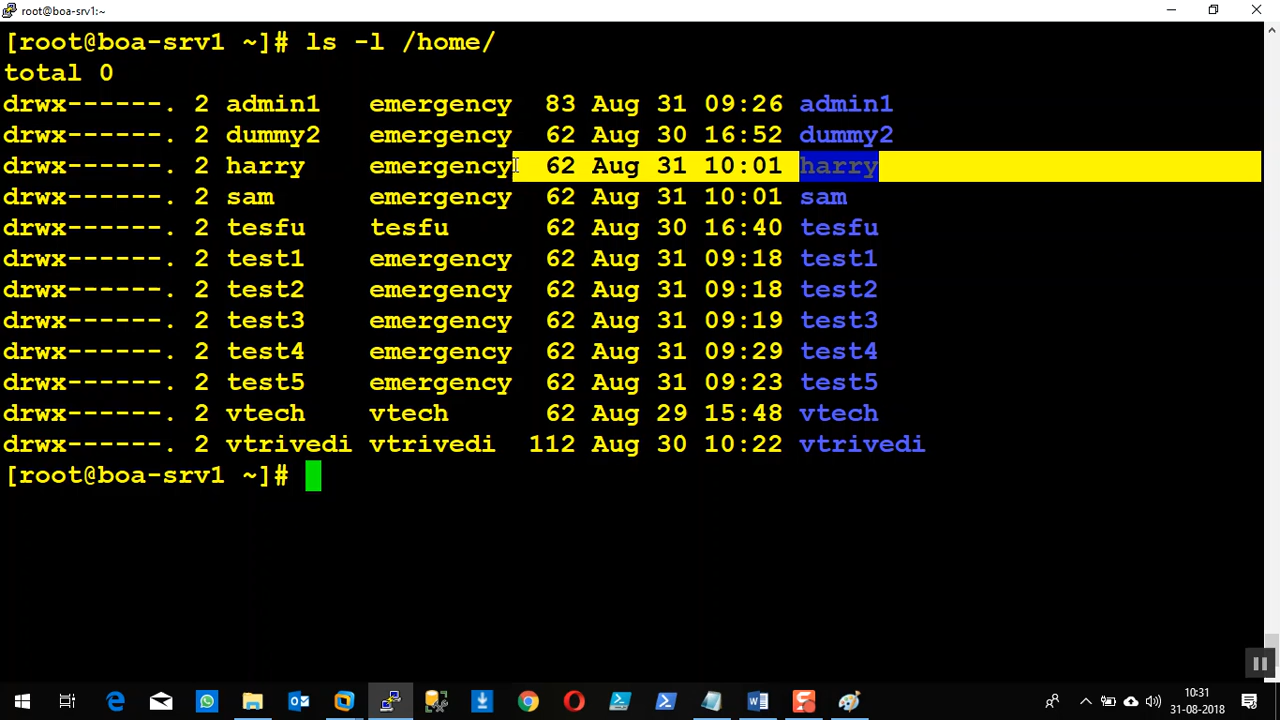 root@boa-srv1:~
[root@boa-srv1 ~]# ls -l /home/
total 0
drwx------. 2 admin1   emergency  83 Aug 31 09:26 admin1
drwx------. 2 dummy2   emergency  62 Aug 30 16:52 dummy2
drwx------. 2 harry    emergency  62 Aug 31 10:01 harry
drwx------. 2 sam      emergency  62 Aug 31 10:01 sam
drwx------. 2 tesfu    tesfu      62 Aug 30 16:40 tesfu
drwx------. 2 test1    emergency  62 Aug 31 09:18 test1
drwx------. 2 test2    emergency  62 Aug 31 09:18 test2
drwx------. 2 test3    emergency  62 Aug 31 09:19 test3
drwx------. 2 test4    emergency  62 Aug 31 09:29 test4
drwx------. 2 test5    emergency  62 Aug 31 09:23 test5
drwx------. 2 vtech    vtech      62 Aug 29 15:48 vtech
drwx------. 2 vtrivedi vtrivedi  112 Aug 30 10:22 vtrivedi
[root@boa-srv1 ~]#
10:31
31-08-2018